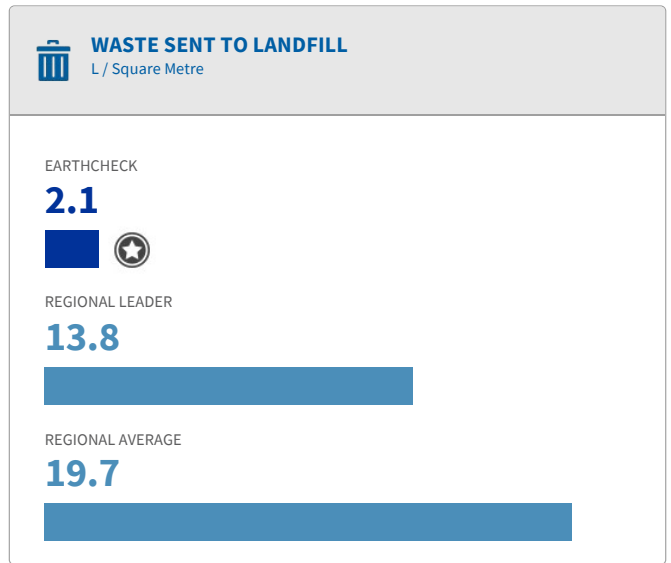 WASTE SENT TO LANDFILL
L / Square Metre
EARTHCHECK
2.1
REGIONAL LEADER
13.8
REGIONAL AVERAGE
19.7